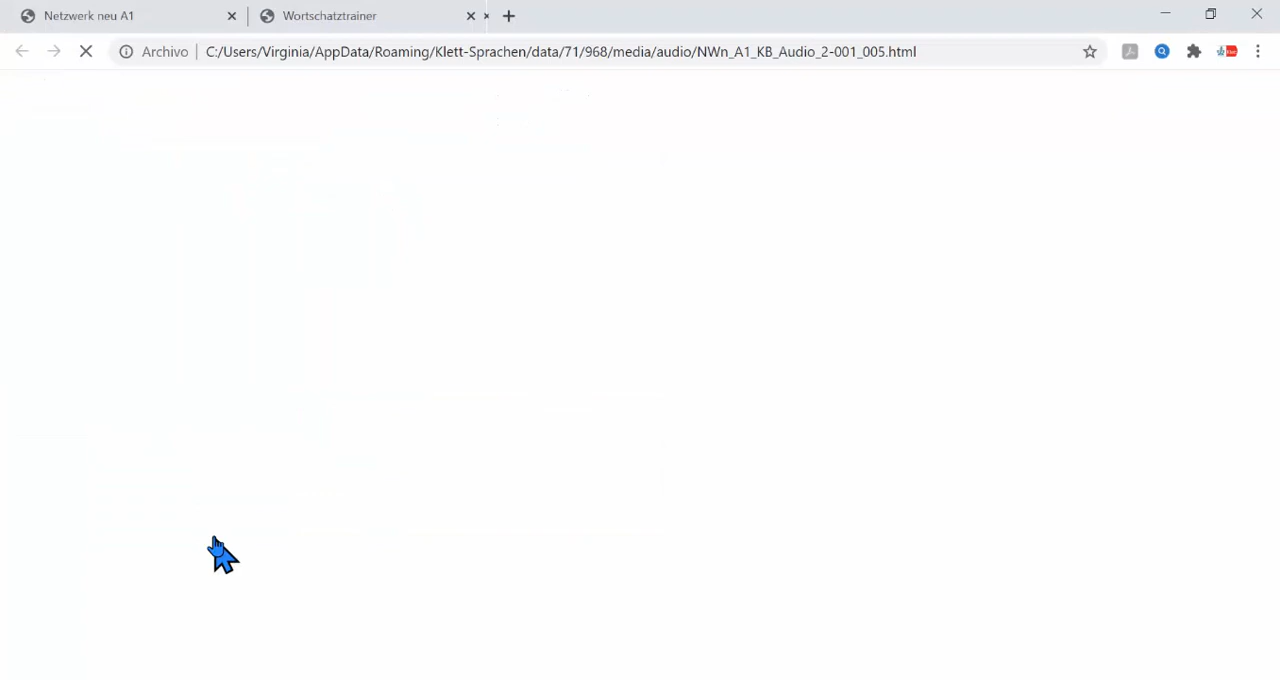 Netzwerk neu A1
Wortschatztrainer
Archivo
C:/Users/Virginia/AppData/Roaming/Klett-Sprachen/data/71/968/media/audio/NWn_A1_KB_Audio_2-001_005.html